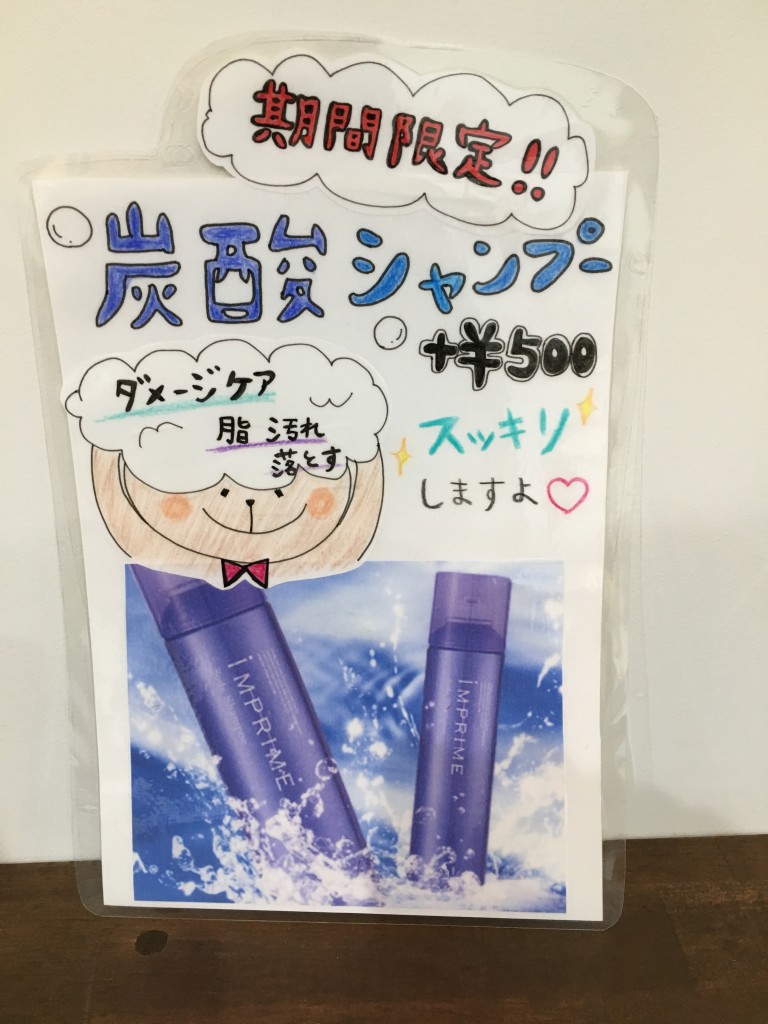 期間限定!!
炭酸シャンプー
+¥500
ダメージケア
脂汚れ
落とす
スッキリ
しますよ♡
iMPRIME
iMPRIME